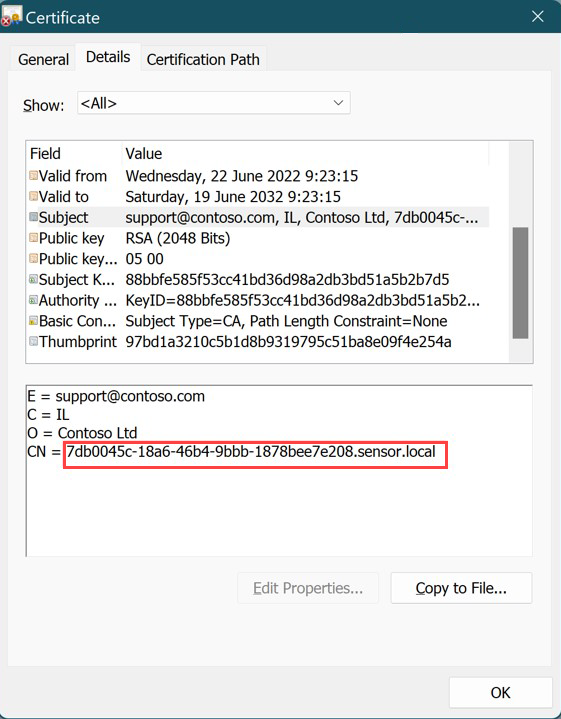 Certificate
General Details Certification Path
Show: <All>
Field Value
Valid from Wednesday, 22 June 2022 9:23:15
Valid to Saturday, 19 June 2032 9:23:15
Subject support@contoso.com, IL, Contoso Ltd, 7db0045c-...
Public key RSA (2048 Bits)
Public key... 05 00
Subject K... 88bbfe585f53cc41bd36d98a2db3bd51a5b2b7d5
Authority ... KeyID=88bbfe585f53cc41bd36d98a2db3bd51a5b2...
Basic Con... Subject Type=CA, Path Length Constraint=None
Thumbprint 97bd1a3210c5b1d8b9319795c51ba8e09f4e254a
E = support@contoso.com
C = IL
O = Contoso Ltd
CN = 7db0045c-18a6-46b4-9bbb-1878bee7e208.sensor.local
Edit Properties... Copy to File...
OK